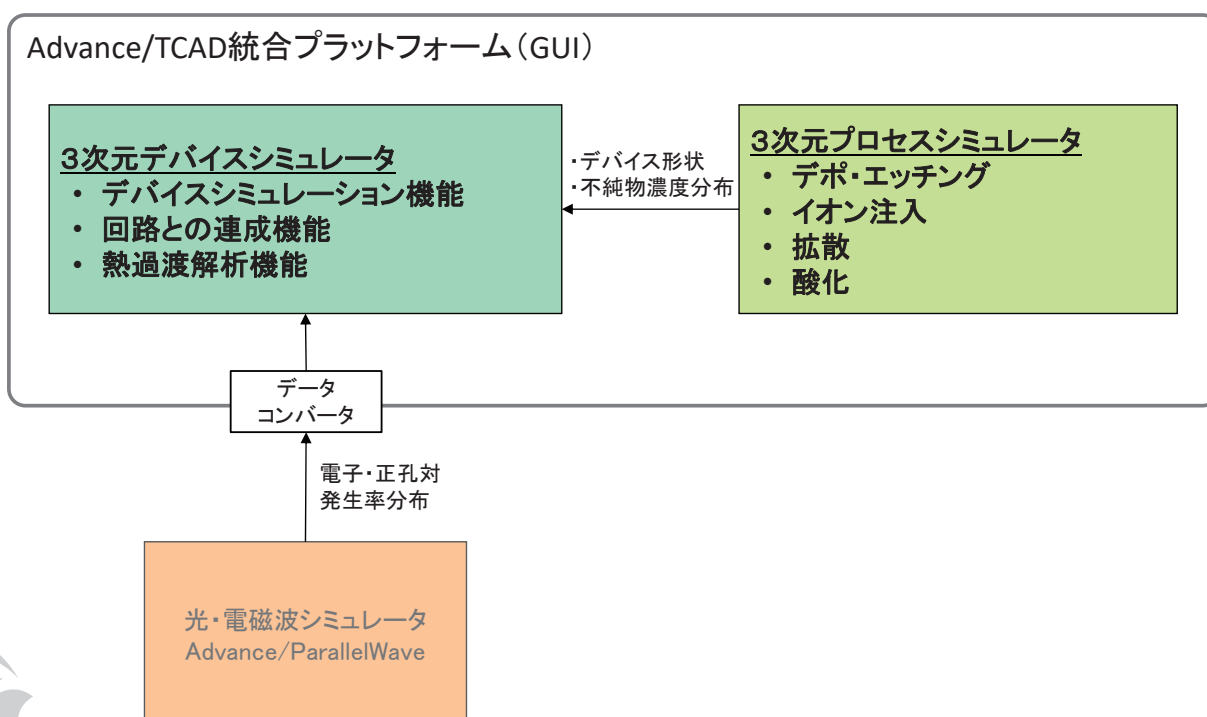 Advance/TCAD統合プラットフォーム(GUI)
3次元デバイスシミュレータ
・ デバイスシミュレーション機能
・ 回路との連成機能
・ 熱過渡解析機能
・デバイス形状
・不純物濃度分布
3次元プロセスシミュレータ
・ デポ・エッチング
・ イオン注入
・ 拡散
・ 酸化
データ
コンバータ
電子・正孔対
発生率分布
光・電磁波シミュレータ
Advance/ParallelWave